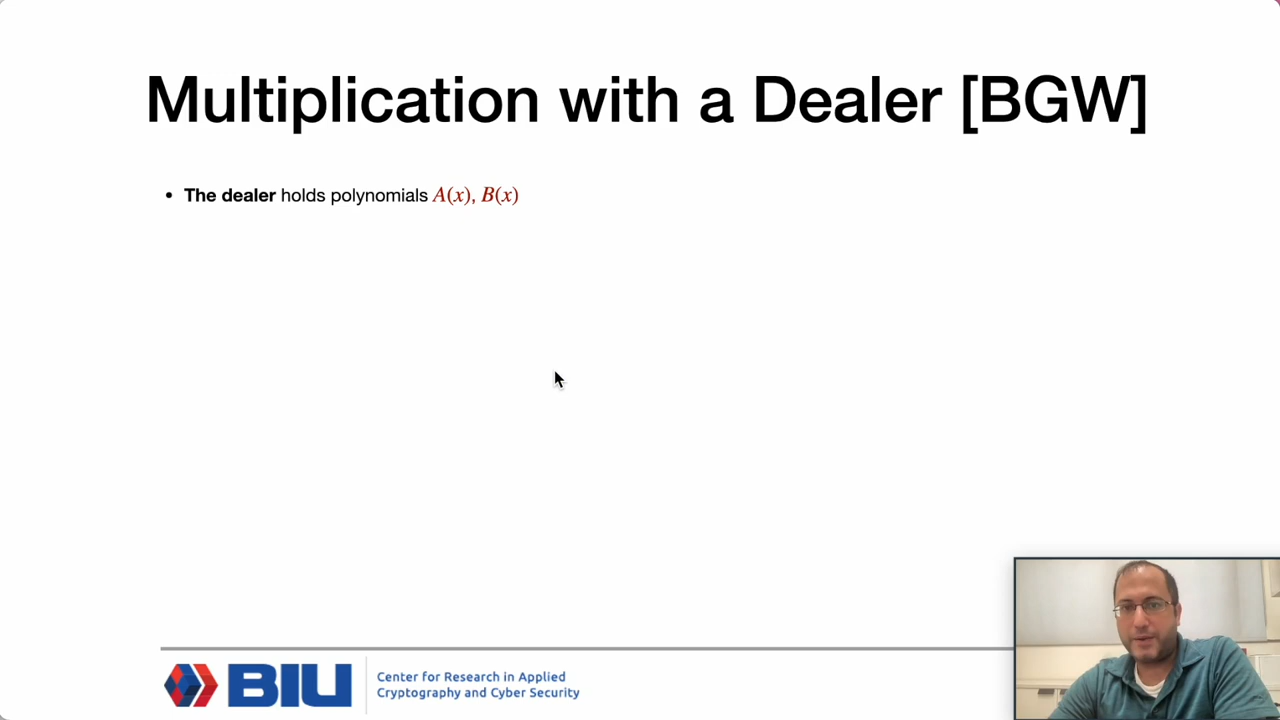 Multiplication with a Dealer [BGW]
• The dealer holds polynomials A(x), B(x)
BIU
Center for Research in Applied
Cryptography and Cyber Security